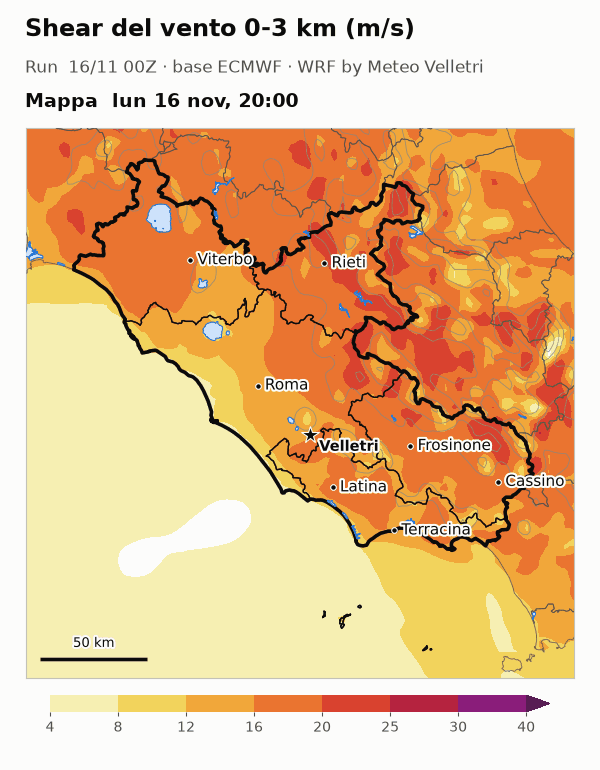 Shear del vento 0-3 km (m/s)
Run  16/11 00Z · base ECMWF · WRF by Meteo Velletri
Mappa  lun 16 nov, 20:00
Viterbo
Rieti
Roma
Velletri
Frosinone
Cassino
Latina
Terracina
50 km
4 8 12 16 20 25 30 40